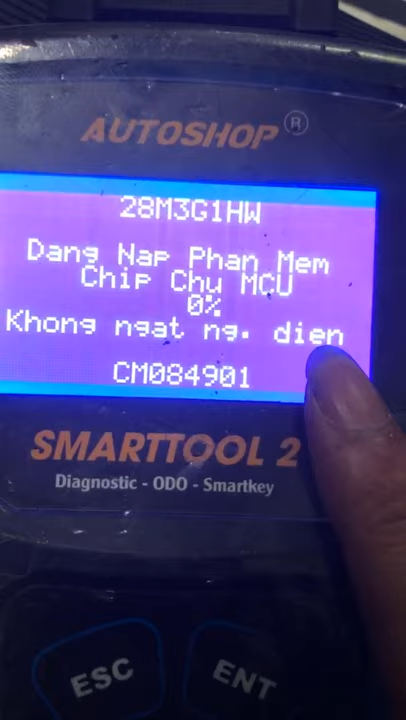 AUTOSHOP ®
28M3G1HW
Dang Nap Phan Mem
Chip Chu MCU
0%
Khong ngat ng. dien
CM084901
SMARTTOOL 2
Diagnostic - ODO - Smartkey
ESC
ENT